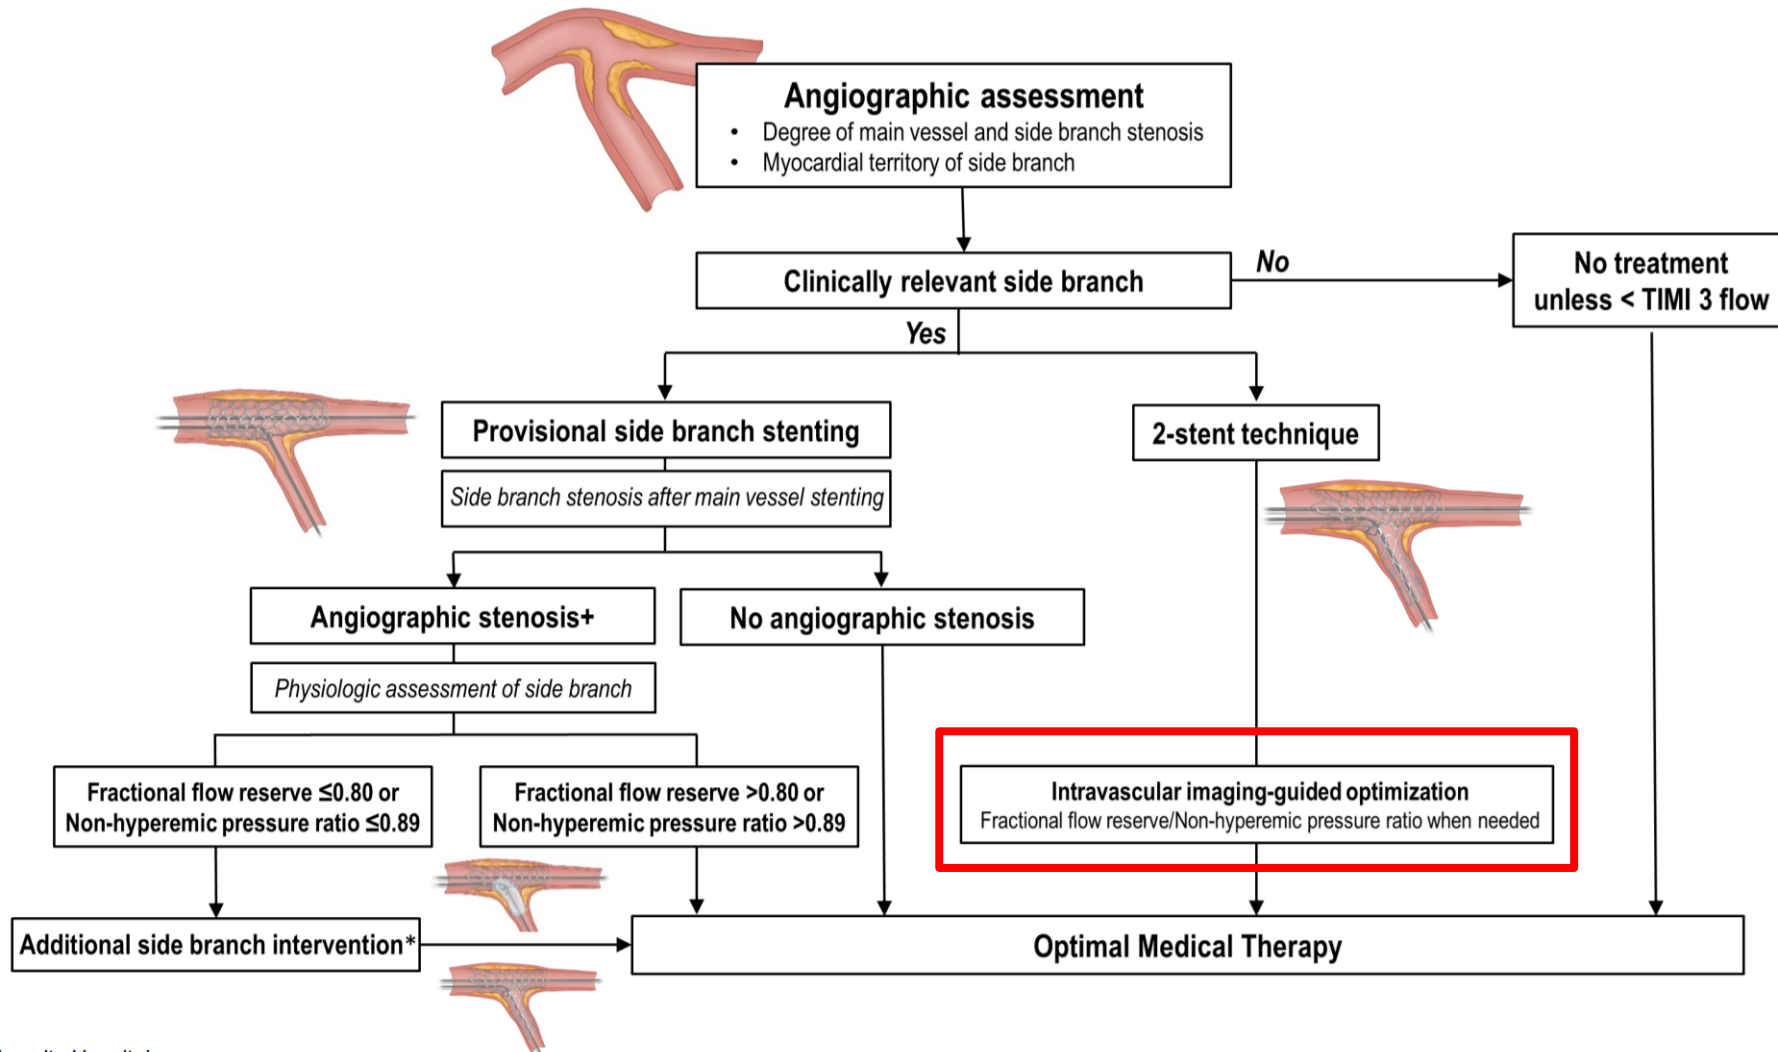 Angiographic assessment
• Degree of main vessel and side branch stenosis
• Myocardial territory of side branch
Clinically relevant side branch
No
No treatment
unless < TIMI 3 flow
Yes
Provisional side branch stenting
2-stent technique
Side branch stenosis after main vessel stenting
Angiographic stenosis+
No angiographic stenosis
Physiologic assessment of side branch
Fractional flow reserve ≤0.80 or
Non-hyperemic pressure ratio ≤0.89
Fractional flow reserve >0.80 or
Non-hyperemic pressure ratio >0.89
Intravascular imaging-guided optimization
Fractional flow reserve/Non-hyperemic pressure ratio when needed
Additional side branch intervention*
Optimal Medical Therapy